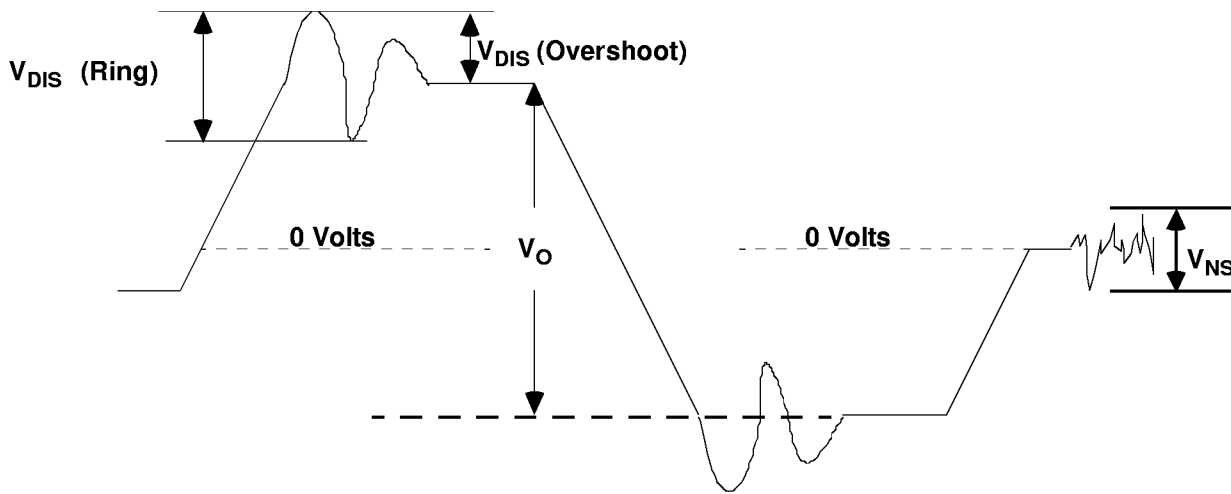 V_DIS (Ring)
V_DIS (Overshoot)
0 Volts
V_O
0 Volts
V_NS